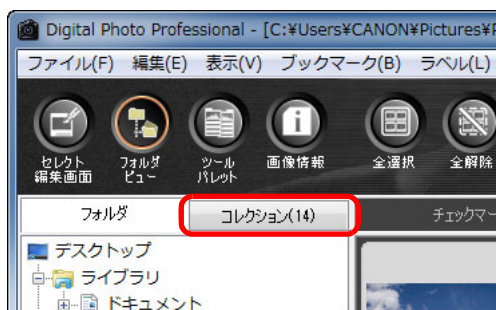 Digital Photo Professional - [C:¥Users¥CANON¥Pictures¥
ファイル(F) 編集(E) 表示(V) ブックマーク(B) ラベル(L)
セレクト編集画面 フォルダビュー ツールパレット 画像情報 全選択 全解除
フォルダ コレクション(14) チェックマー
デスクトップ
ライブラリ
ドキュメント